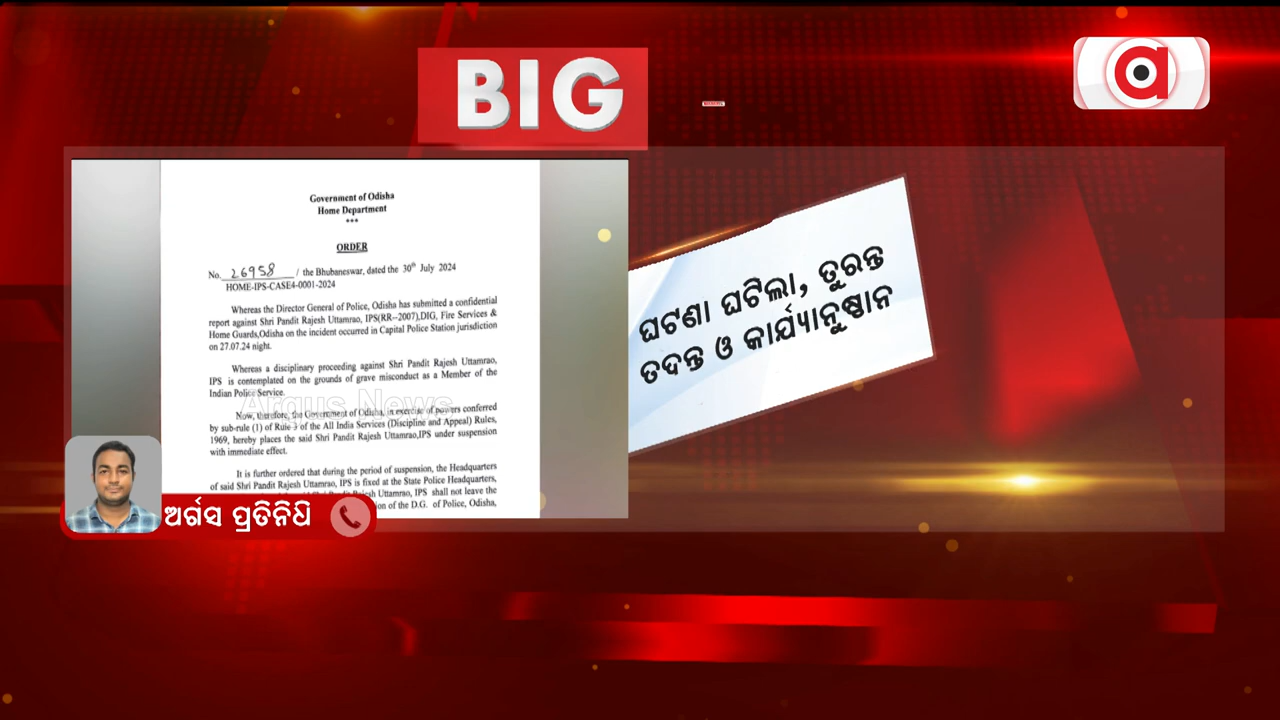 BIG
Government of Odisha
Home Department
***
ORDER
No. 26958 / the Bhubaneswar, dated the 30th July 2024
HOME-IPS-CASE4-0001-2024
Whereas the Director General of Police, Odisha has submitted a confidential
report against Shri Pandit Rajesh Uttamrao, IPS(RR--2007),DIG, Fire Services &
Home Guards,Odisha on the incident occurred in Capital Police Station jurisdiction
on 27.07.24 night.
Whereas a disciplinary proceeding against Shri Pandit Rajesh Uttamrao,
IPS is contemplated on the grounds of grave misconduct as a Member of the
Indian Police Service.
Argus News
Now, therefore, the Government of Odisha, in exercise of powers conferred
by sub-rule (1) of Rule 3 of the All India Services (Discipline and Appeal) Rules,
1969, hereby places the said Shri Pandit Rajesh Uttamrao,IPS under suspension
with immediate effect.
It is further ordered that during the period of suspension, the Headquarters
of said Shri Pandit Rajesh Uttamrao, IPS is fixed at the State Police Headquarters,
Uttamrao, IPS shall not leave the
of the D.G. of Police, Odisha,
ଘଟଣା ଘଟିଲା, ତୁରନ୍ତ
ତଦନ୍ତ ଓ କାର୍ଯ୍ୟାନୁଷ୍ଠାନ
ଅର୍ଗସ ପ୍ରତିନିଧି